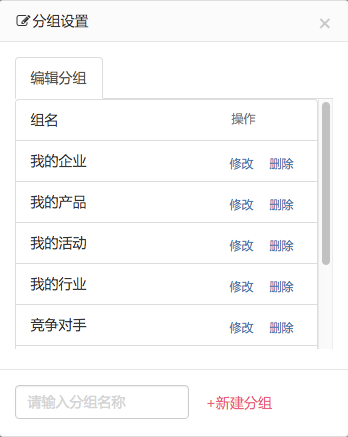 分组设置 ×
编辑分组
组名 操作
我的企业 修改 删除
我的产品 修改 删除
我的活动 修改 删除
我的行业 修改 删除
竞争对手 修改 删除
请输入分组名称 +新建分组